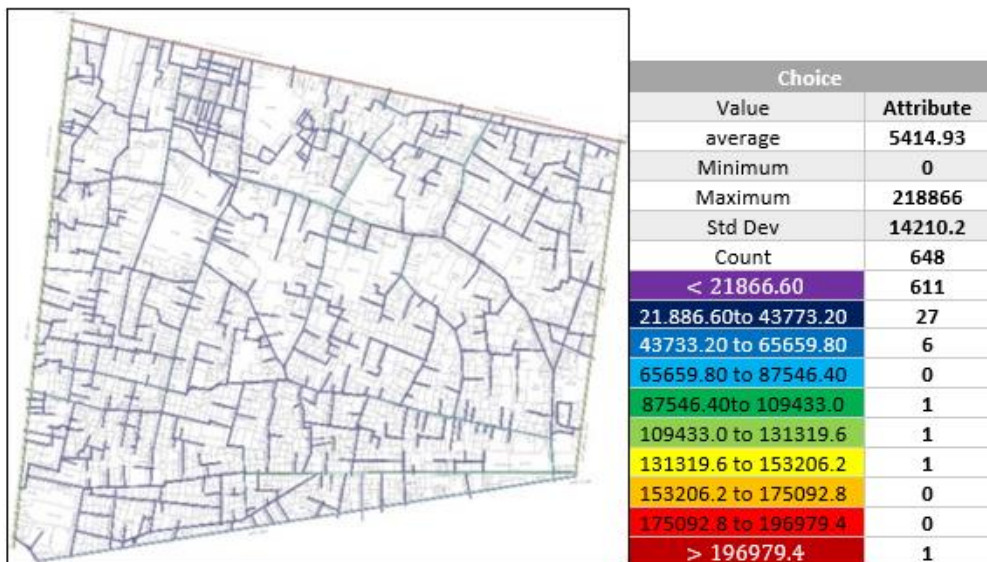 Choice
Value Attribute
average 5414.93
Minimum 0
Maximum 218866
Std Dev 14210.2
Count 648
< 21866.60 611
21.886.60to 43773.20 27
43733.20 to 65659.80 6
65659.80 to 87546.40 0
87546.40to 109433.0 1
109433.0 to 131319.6 1
131319.6 to 153206.2 1
153206.2 to 175092.8 0
175092.8 to 196979.4 0
> 196979.4 1